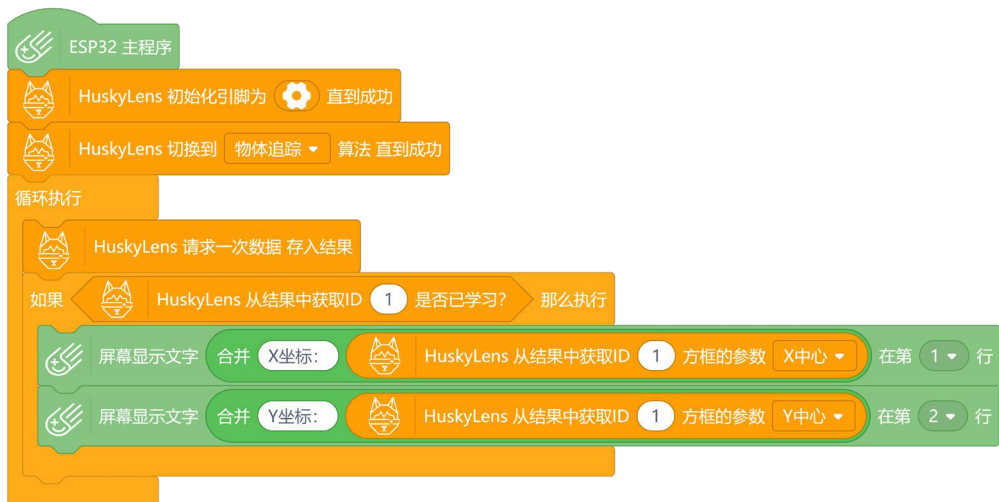 ESP32 主程序
HuskyLens 初始化引脚为 直到成功
HuskyLens 切换到 物体追踪 算法 直到成功
循环执行
HuskyLens 请求一次数据 存入结果
如果 HuskyLens 从结果中获取ID 1 是否已学习? 那么执行
屏幕显示文字 合并 X坐标: HuskyLens 从结果中获取ID 1 方框的参数 X中心 在第 1 行
屏幕显示文字 合并 Y坐标: HuskyLens 从结果中获取ID 1 方框的参数 Y中心 在第 2 行